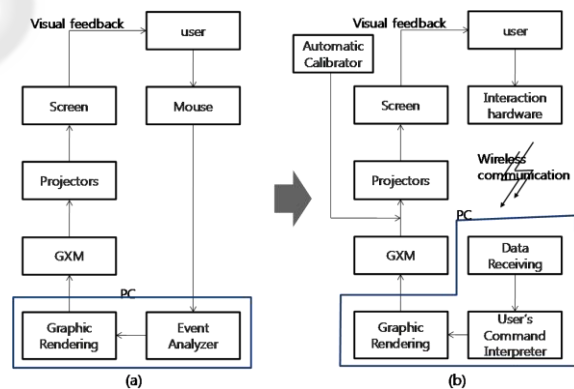 Visual feedback
user
Screen
Mouse
Projectors
GXM
PC
Graphic
Rendering
Event
Analyzer
(a)
Visual feedback
user
Automatic
Calibrator
Screen
Interaction
hardware
Wireless
communication
Projectors
PC
GXM
Data
Receiving
Graphic
Rendering
User's
Command
Interpreter
(b)